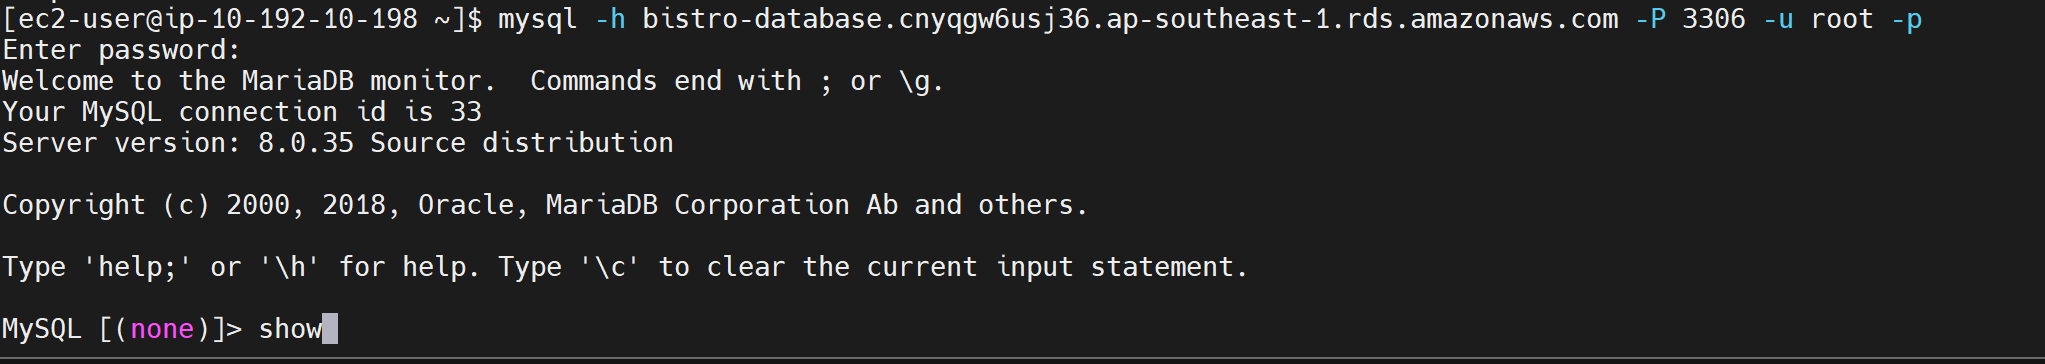 [ec2-user@ip-10-192-10-198 ~]$ mysql -h bistro-database.cnyqgw6usj36.ap-southeast-1.rds.amazonaws.com -P 3306 -u root -p
Enter password:
Welcome to the MariaDB monitor.  Commands end with ; or \g.
Your MySQL connection id is 33
Server version: 8.0.35 Source distribution
Copyright (c) 2000, 2018, Oracle, MariaDB Corporation Ab and others.
Type 'help;' or '\h' for help. Type '\c' to clear the current input statement.
MySQL [(none)]> show